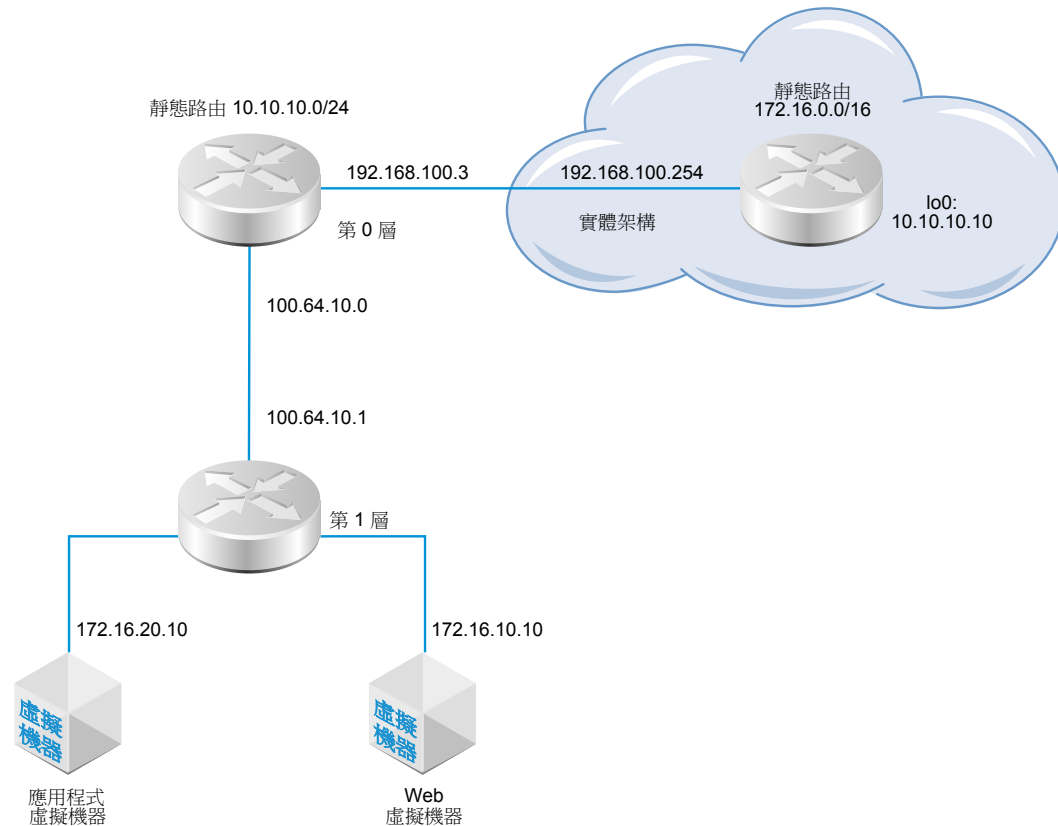 靜態路由 10.10.10.0/24
靜態路由
172.16.0.0/16
192.168.100.3
192.168.100.254
lo0:
10.10.10.10
第 0 層
實體架構
100.64.10.0
100.64.10.1
第 1 層
172.16.20.10
172.16.10.10
虛擬
機器
虛擬
機器
應用程式
虛擬機器
Web
虛擬機器